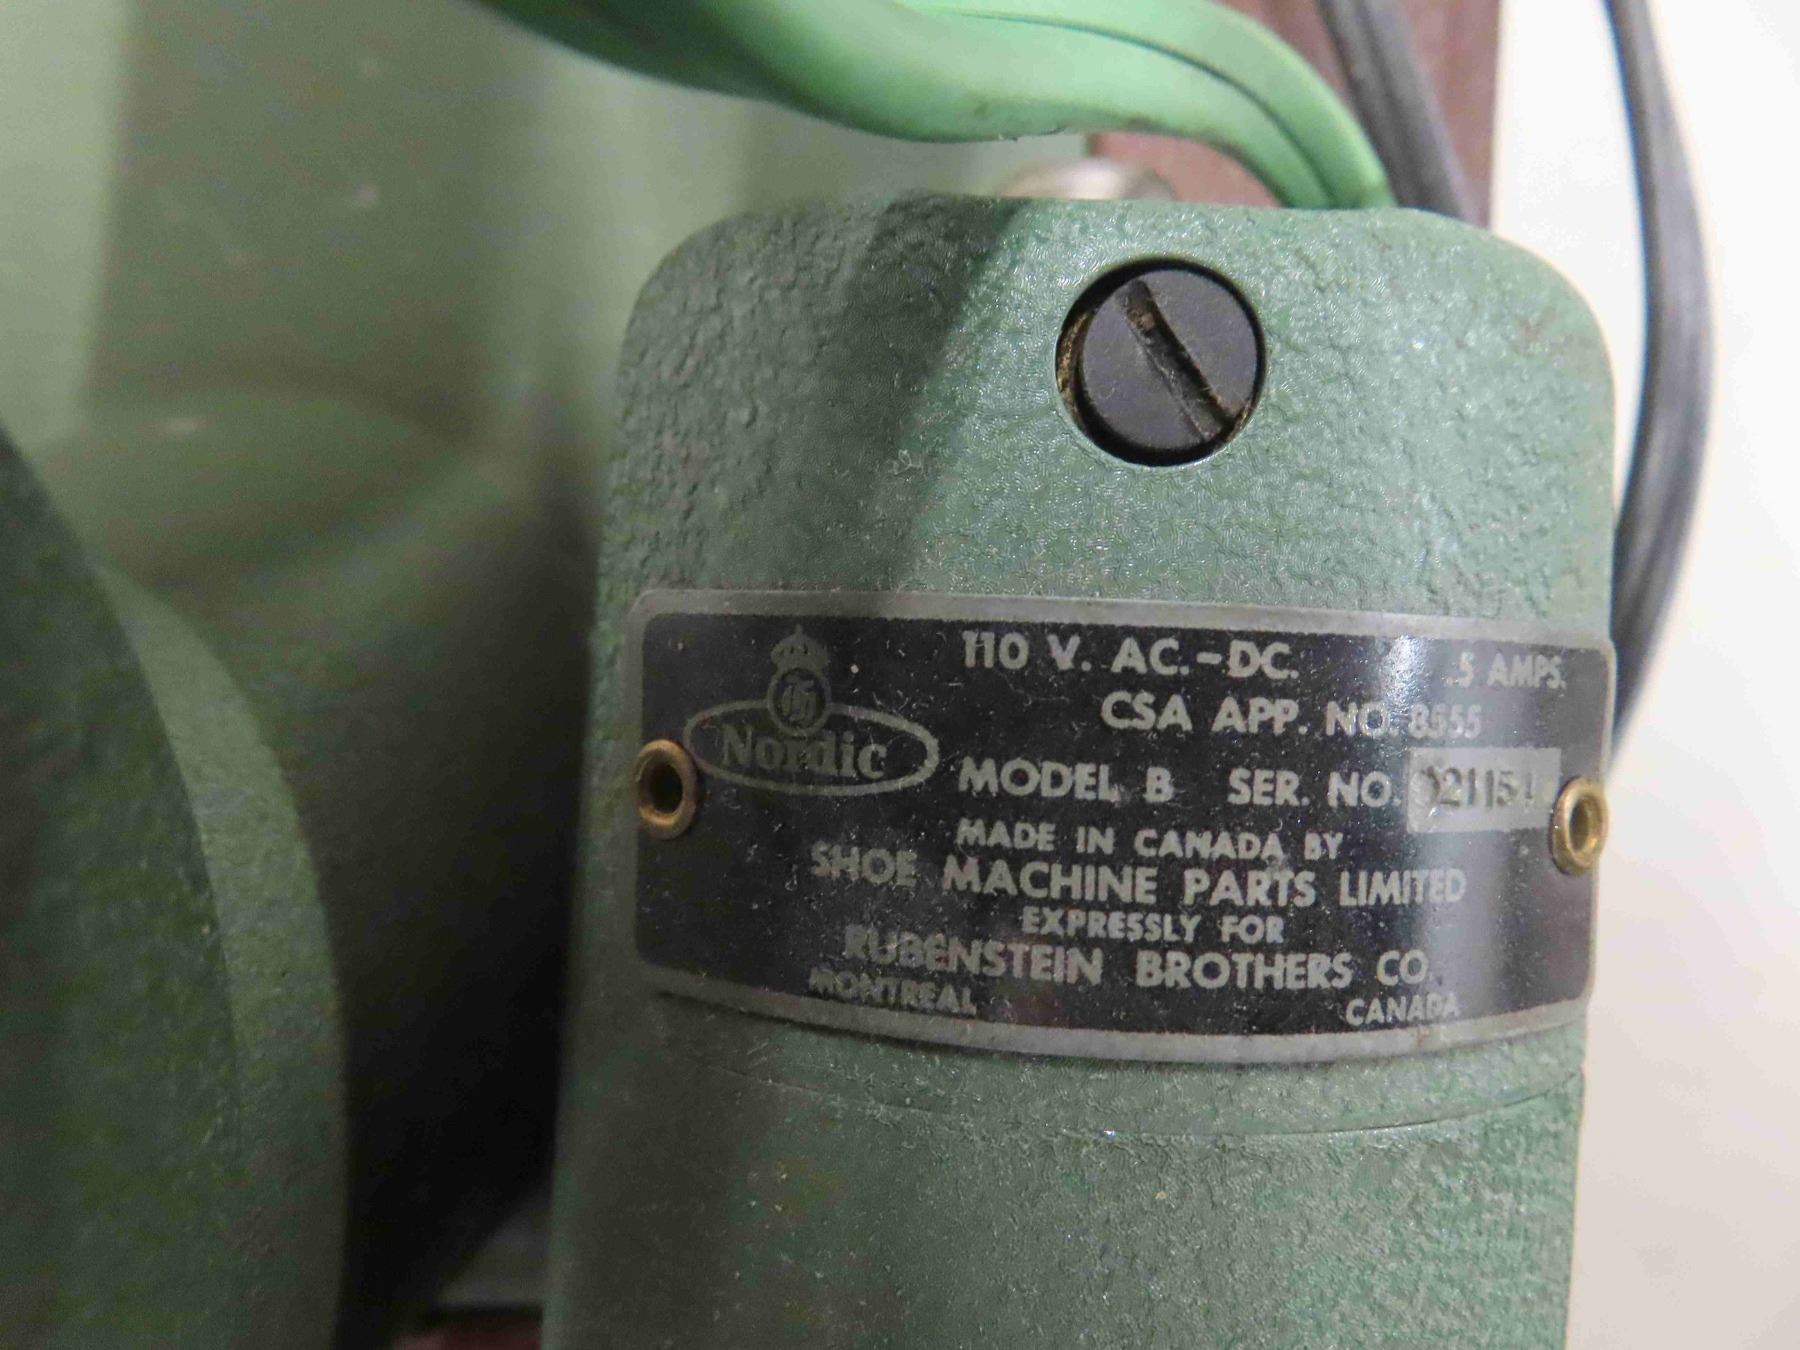 110 V. AC.-DC. .5 AMPS.
CSA APP. NO. 8555
Nordic
MODEL B SER. NO.
MADE IN CANADA BY
SHOE MACHINE PARTS LIMITED
EXPRESSLY FOR
RUBENSTEIN BROTHERS CO.
MONTREAL CANADA